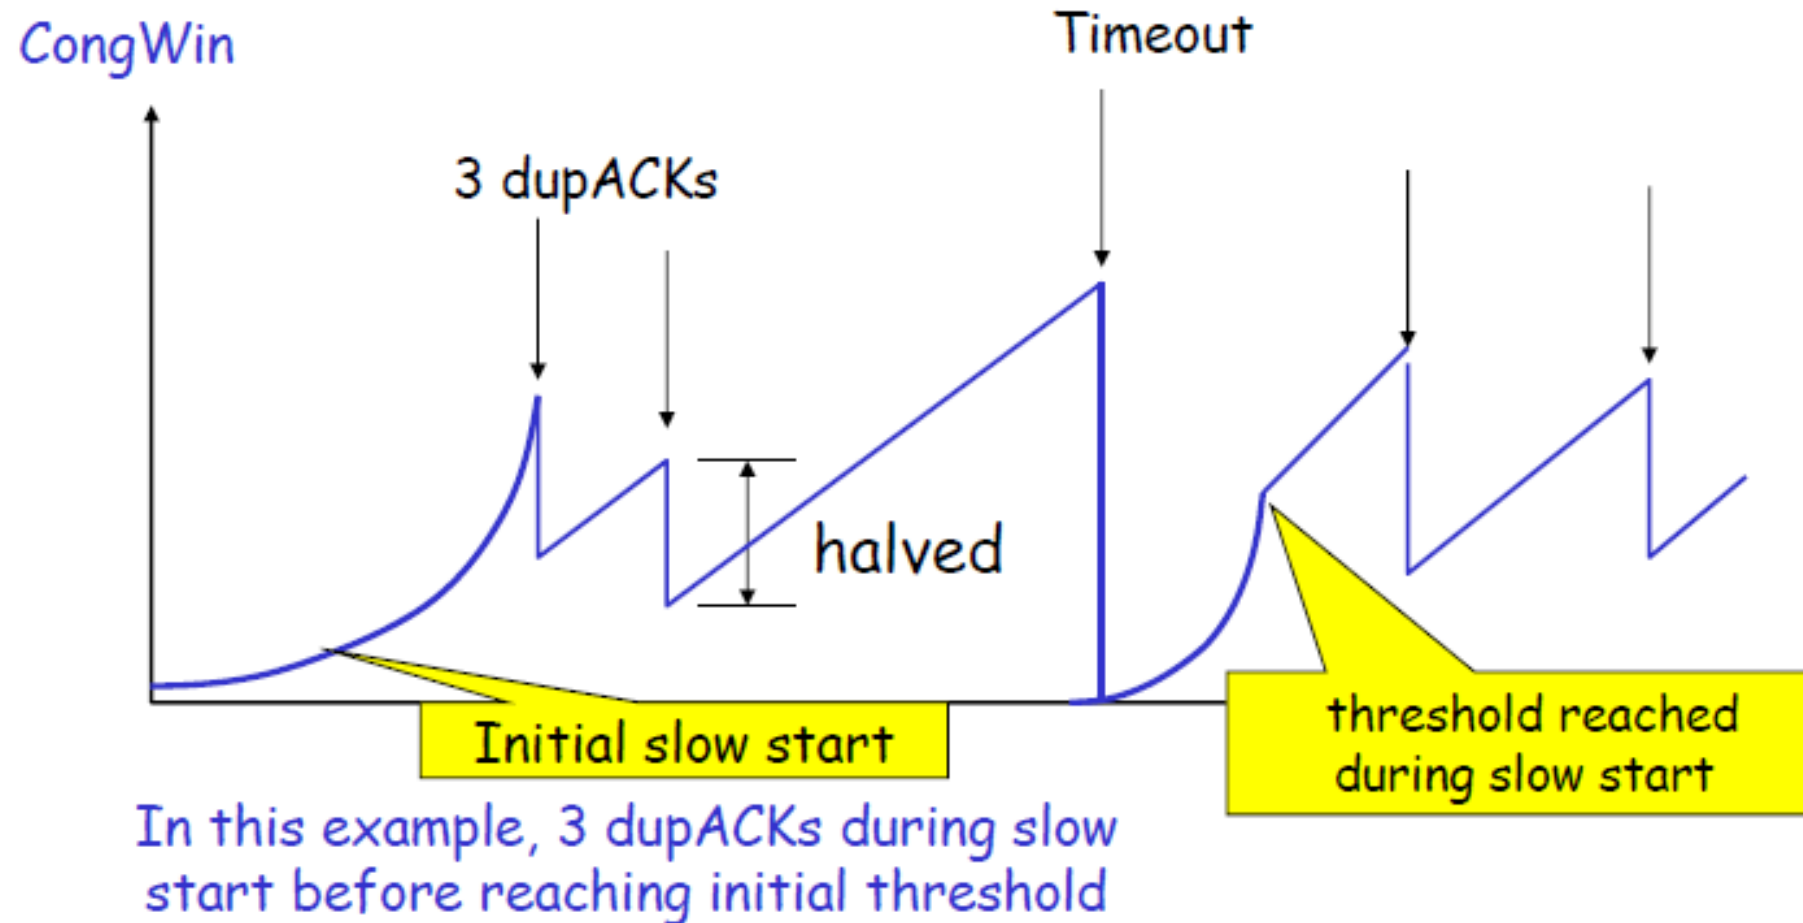 CongWin
Timeout
3 dupACKs
halved
Initial slow start
threshold reached
during slow start
In this example, 3 dupACKs during slow
start before reaching initial threshold